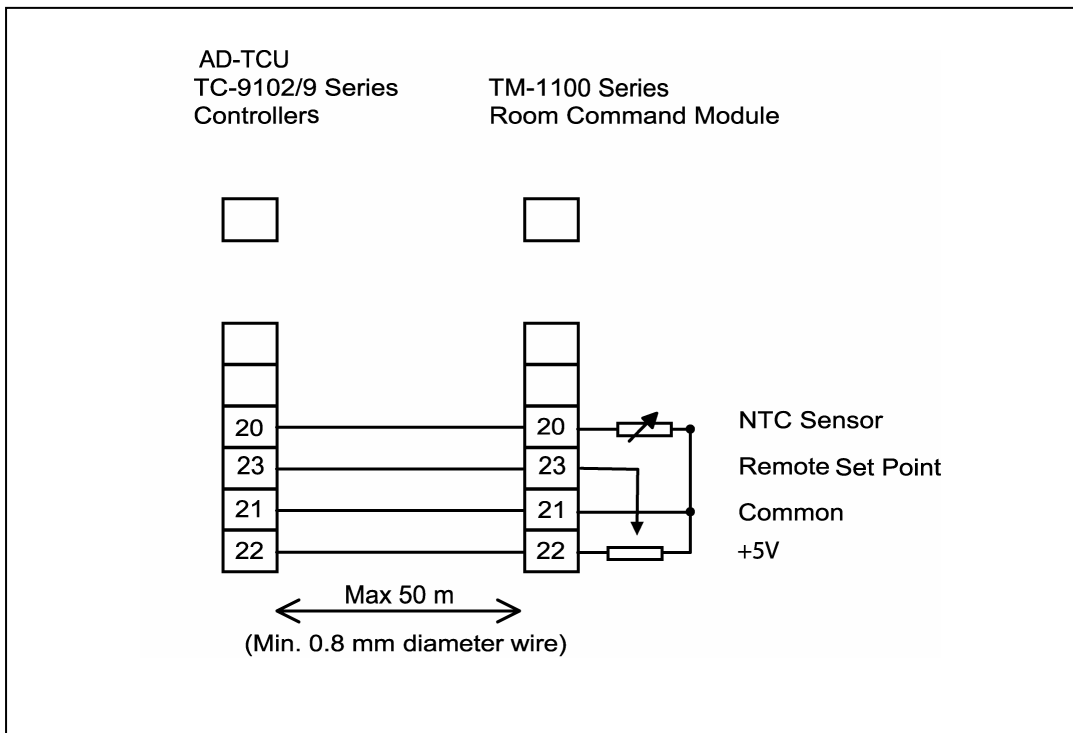 AD-TCU
TC-9102/9 Series
Controllers
TM-1100 Series
Room Command Module
20
20
NTC Sensor
23
23
Remote Set Point
21
21
Common
22
22
+5V
Max 50 m
(Min. 0.8 mm diameter wire)